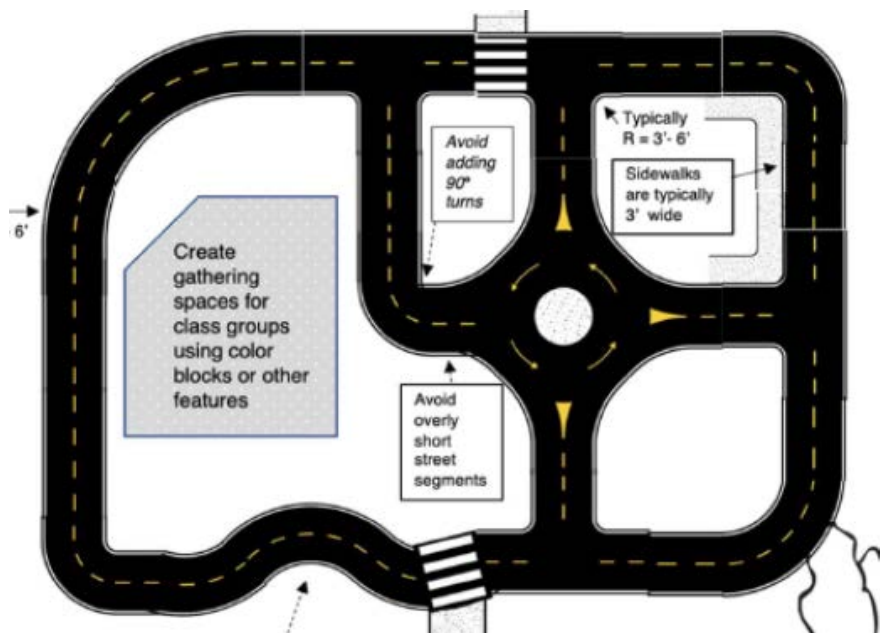 Typically
R = 3'- 6'
Avoid
adding
90°
turns
Sidewalks
are typically
3' wide
6'
Create
gathering
spaces for
class groups
using color
blocks or other
features
Avoid
overly
short
street
segments